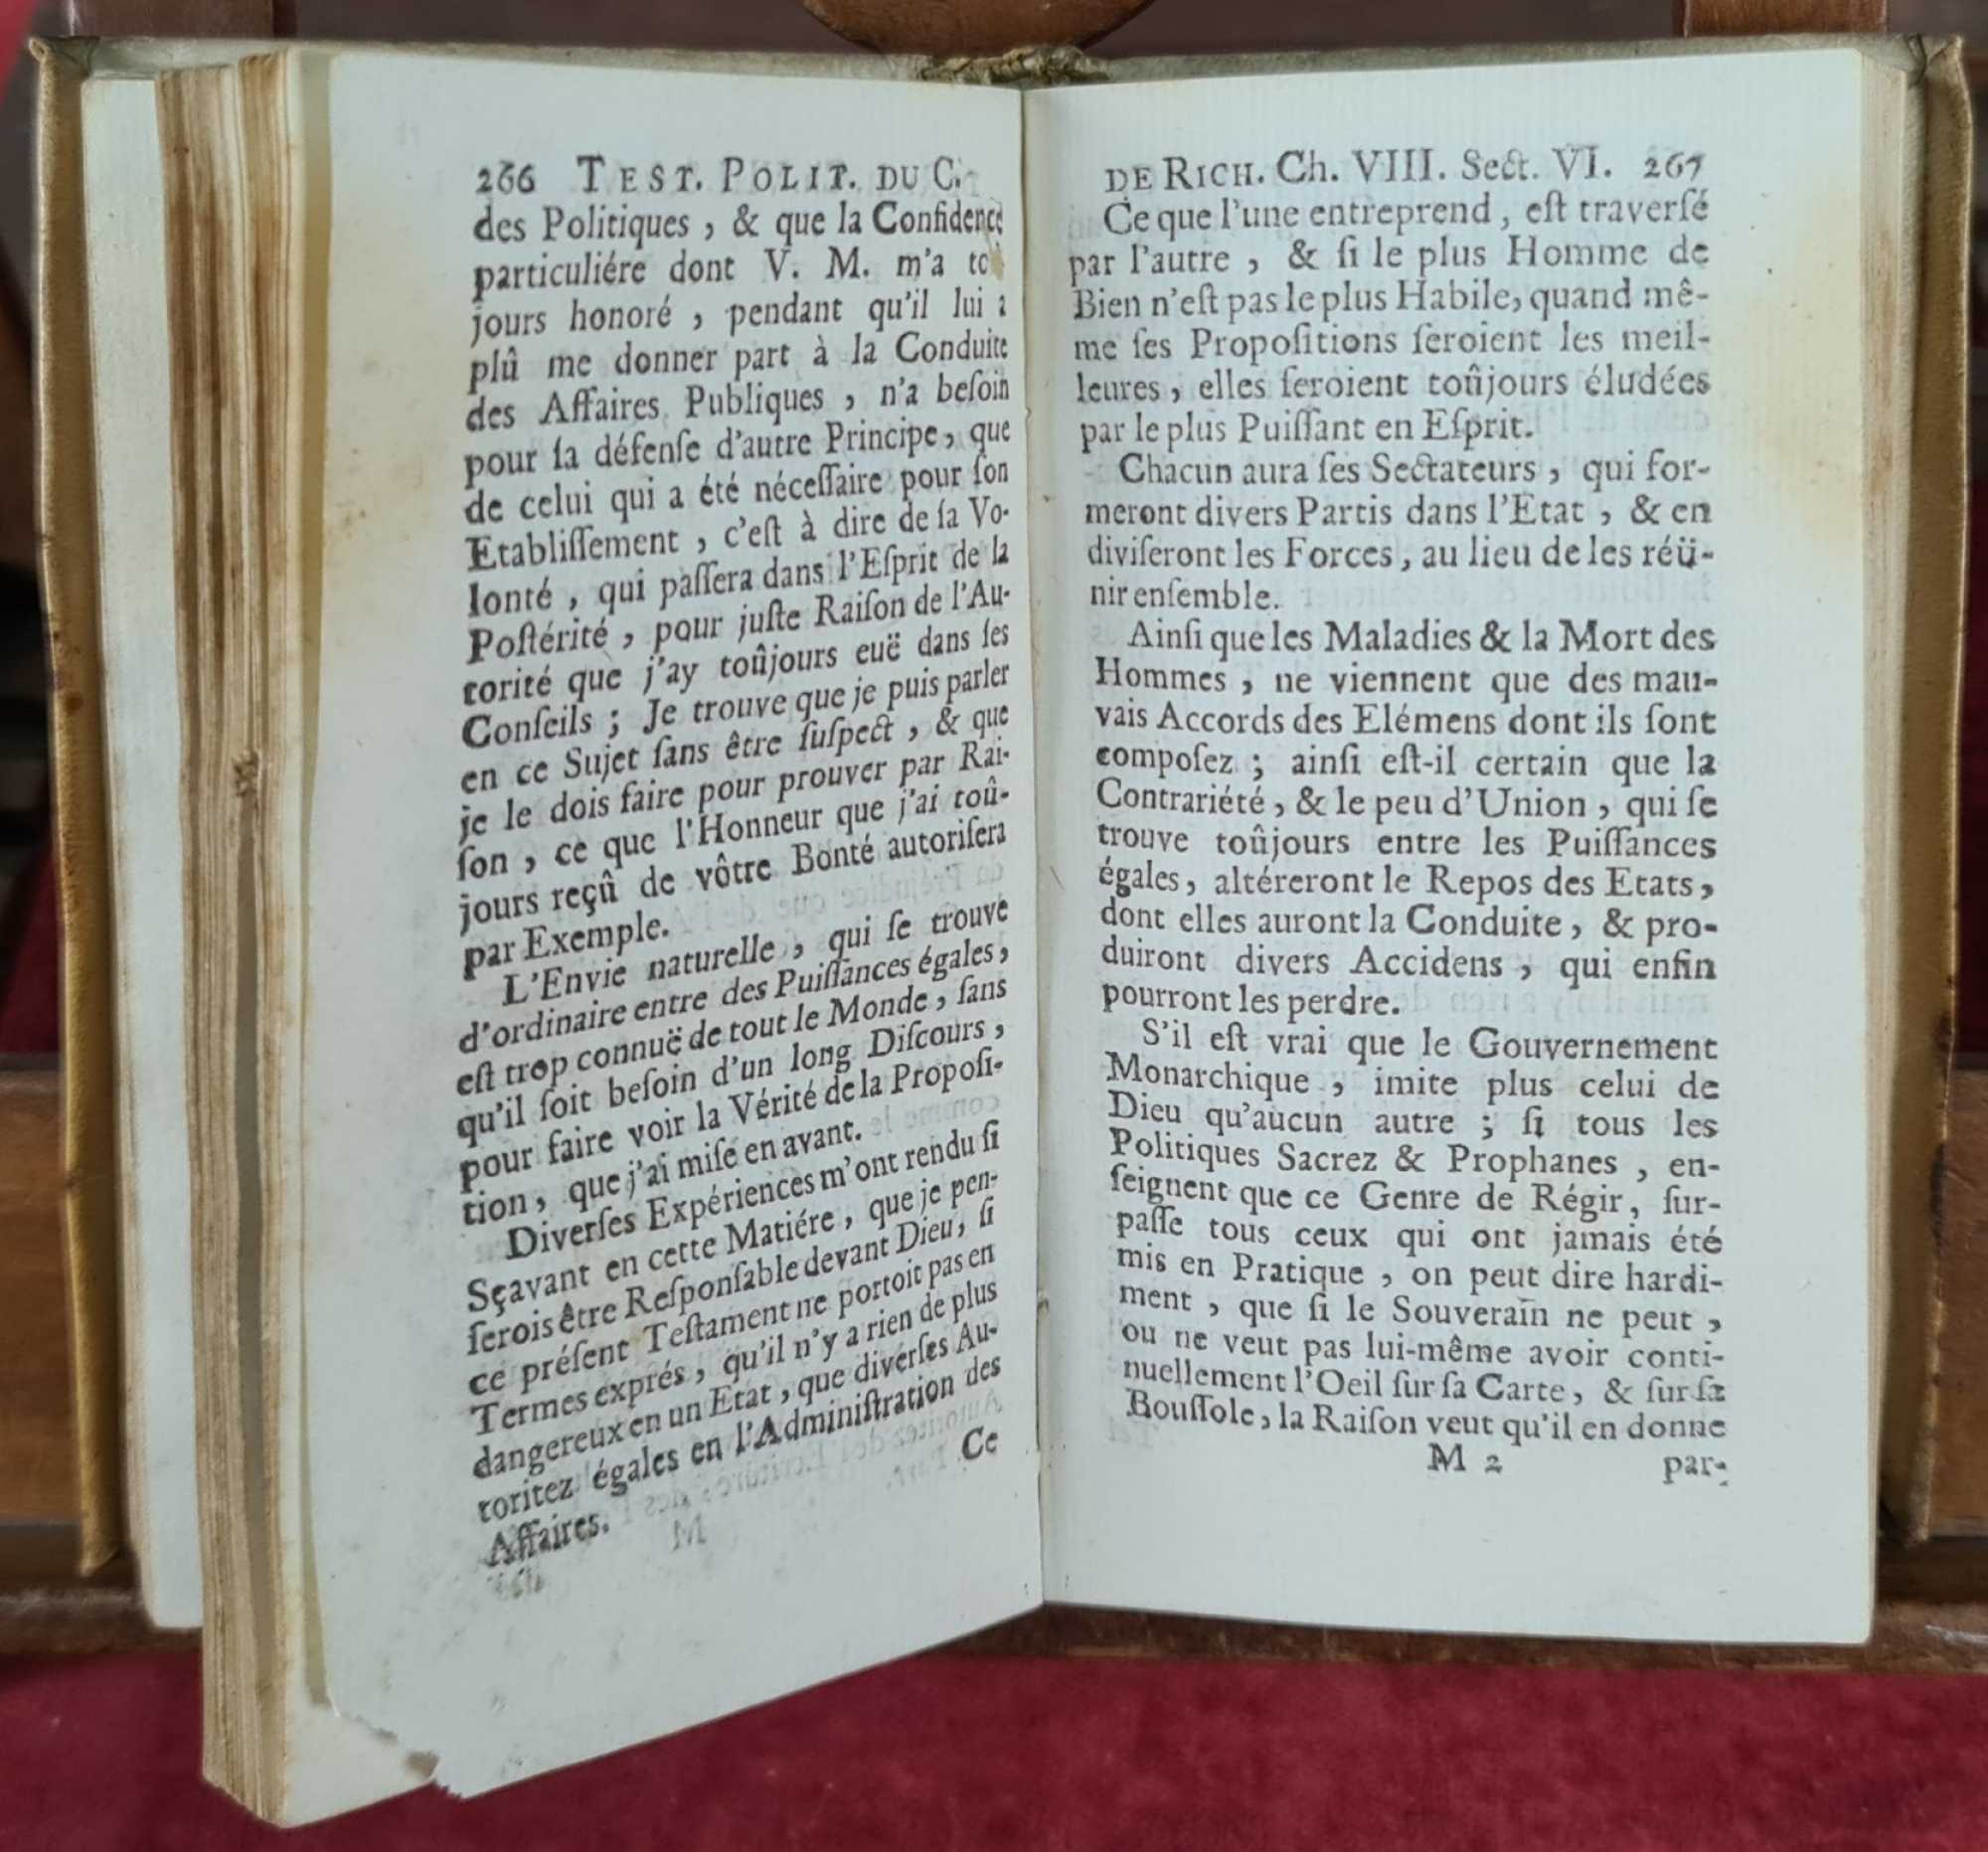 266 TEST. POLIT. DU C.
des Politiques , & que la Confidence
particuliére dont V. M. m'a
jours honoré , pendant qu'il lui a
plû me donner part à la Conduite
des Affaires Publiques , n'a beſoin
pour ſa défenſe d'autre Principe, que
de celui qui a été néceſſaire pour ſon
Etabliſſement , c'eſt à dire de ſa Vo-
lonté , qui paſſera dans l'Eſprit de la
Poſtérité , pour juſte Raiſon de l'Au-
torité que j'ay toûjours euë dans ſes
Conſeils ; Je trouve que je puis parler
en ce Sujet ſans être ſuſpect , & que
je le dois faire pour prouver par Rai-
ſon , ce que l'Honneur que j'ai toû-
jours reçû de vôtre Bonté autoriſera
par Exemple.
L'Envie naturelle , qui ſe trouve
d'ordinaire entre des Puiſſances égales,
eſt trop connuë de tout le Monde , ſans
qu'il ſoit beſoin d'un long Diſcours ,
pour faire voir la Vérité de la Propoſi-
tion , que j'ai miſe en avant.
Diverſes Expériences m'ont rendu ſi
Sçavant en cette Matiére , que je pen-
ſerois être Reſponſable devant Dieu, ſi
ce préſent Teſtament ne portoit pas en
Termes exprés , qu'il n'y a rien de plus
dangereux en un Etat , que diverſes Au-
toritez égales en l'Adminiſtration des
Affaires.
Ce
DE RICH. Ch. VIII. Sect. VI. 267
Ce que l'une entreprend , eſt traverſé
par l'autre , & ſi le plus Homme de
Bien n'eſt pas le plus Habile, quand mê-
me ſes Propoſitions ſeroient les meil-
leures , elles ſeroient toûjours éludées
par le plus Puiſſant en Eſprit.
Chacun aura ſes Sectateurs , qui for-
meront divers Partis dans l'Etat , & en
diviſeront les Forces , au lieu de les réü-
nir enſemble.
Ainſi que les Maladies & la Mort des
Hommes , ne viennent que des mau-
vais Accords des Elémens dont ils ſont
compoſez ; ainſi eſt-il certain que la
Contrariété , & le peu d'Union , qui ſe
trouve toûjours entre les Puiſſances
égales, altéreront le Repos des Etats,
dont elles auront la Conduite, & pro-
duiront divers Accidens , qui enfin
pourront les perdre.
S'il eſt vrai que le Gouvernement
Monarchique , imite plus celui de
Dieu qu'aucun autre ; ſi tous les
Politiques Sacrez & Prophanes , en-
ſeignent que ce Genre de Régir, ſur-
paſſe tous ceux qui ont jamais été
mis en Pratique , on peut dire hardi-
ment , que ſi le Souverain ne peut ,
ou ne veut pas lui-même avoir conti-
nuellement l'Oeil ſur ſa Carte, & ſur ſa
Bouſſole, la Raiſon veut qu'il en donne
M 2 par-